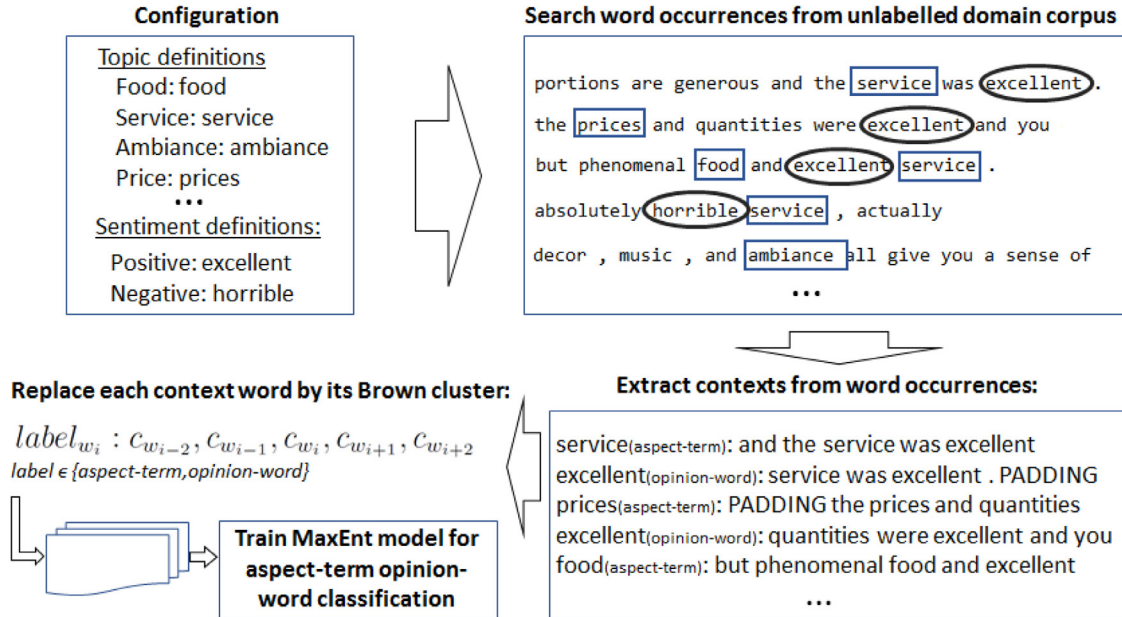 Configuration
Topic definitions
Food: food
Service: service
Ambiance: ambiance
Price: prices
...
Sentiment definitions:
Positive: excellent
Negative: horrible
Search word occurrences from unlabelled domain corpus
portions are generous and the service was excellent .
the prices and quantities were excellent and you
but phenomenal food and excellent service .
absolutely horrible service , actually
decor , music , and ambiance all give you a sense of
...
Extract contexts from word occurrences:
service(aspect-term): and the service was excellent
excellent(opinion-word): service was excellent . PADDING
prices(aspect-term): PADDING the prices and quantities
excellent(opinion-word): quantities were excellent and you
food(aspect-term): but phenomenal food and excellent
...
Replace each context word by its Brown cluster:
label_{w_i} : c_{w_{i-2}}, c_{w_{i-1}}, c_{w_i}, c_{w_{i+1}}, c_{w_{i+2}}
label ∈ {aspect-term,opinion-word}
Train MaxEnt model for
aspect-term opinion-
word classification